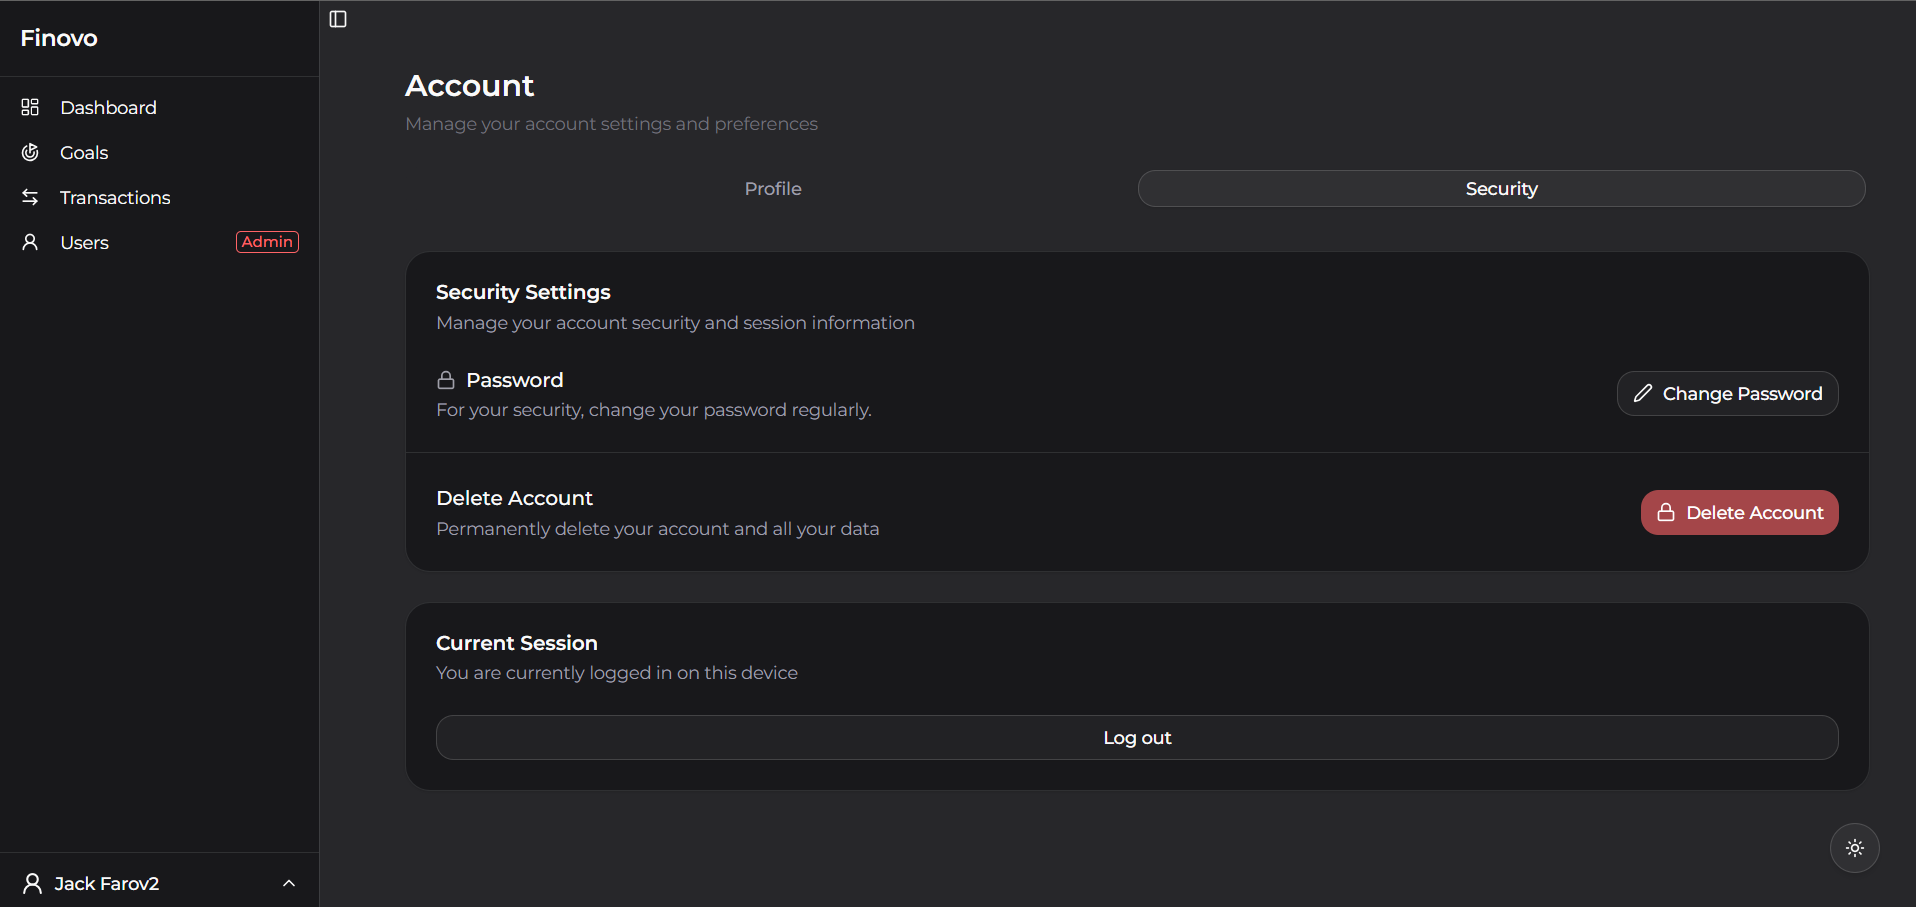 Finovo
Dashboard
Goals
Transactions
Users
Admin
Jack Farov2
Account
Manage your account settings and preferences
Profile
Security
Security Settings
Manage your account security and session information
Password
For your security, change your password regularly.
Change Password
Delete Account
Permanently delete your account and all your data
Delete Account
Current Session
You are currently logged in on this device
Log out